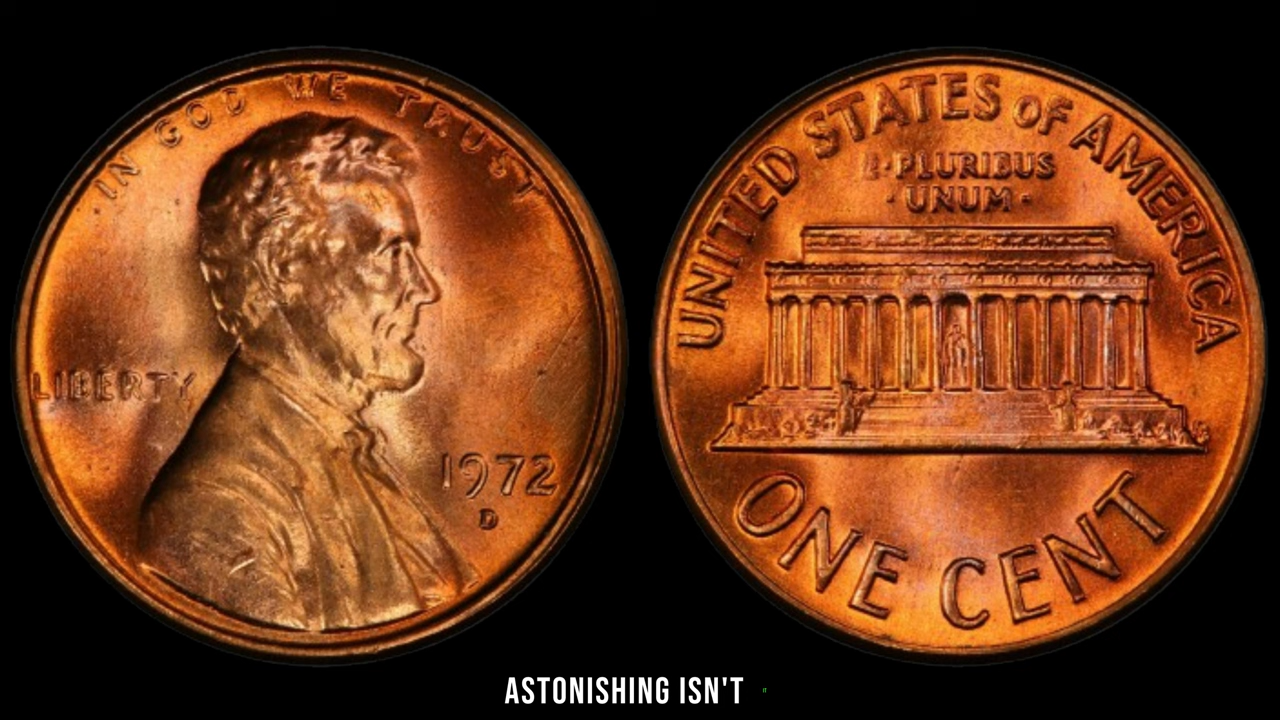 IN GOD WE TRUST
LIBERTY
1972
D
UNITED STATES OF AMERICA
E·PLURIBUS
·UNUM·
ONE CENT
ASTONISHING ISN'T